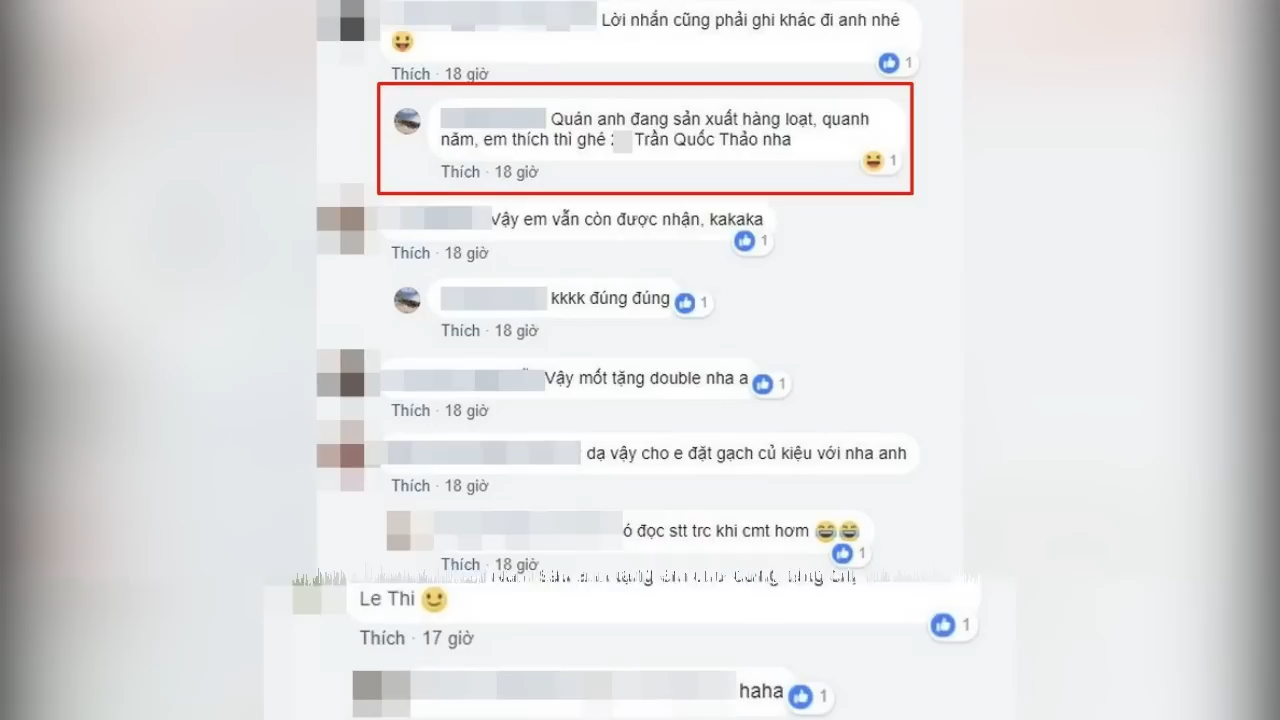 Lời nhắn cũng phải ghi khác đi anh nhé
1
Thích · 18 giờ
Quán anh đang sản xuất hàng loạt, quanh
năm, em thích thì ghé 2 Trần Quốc Thảo nha
1
Thích · 18 giờ
Vậy em vẫn còn được nhận, kakaka
1
Thích · 18 giờ
kkkk đúng đúng
1
Thích · 18 giờ
Vậy mốt tặng double nha a
1
Thích · 18 giờ
dạ vậy cho e đặt gạch củ kiệu với nha anh
Thích · 18 giờ
ó đọc stt trc khi cmt hơm
1
Thích · 18 giờ
Le Thi
1
Thích · 17 giờ
haha
1